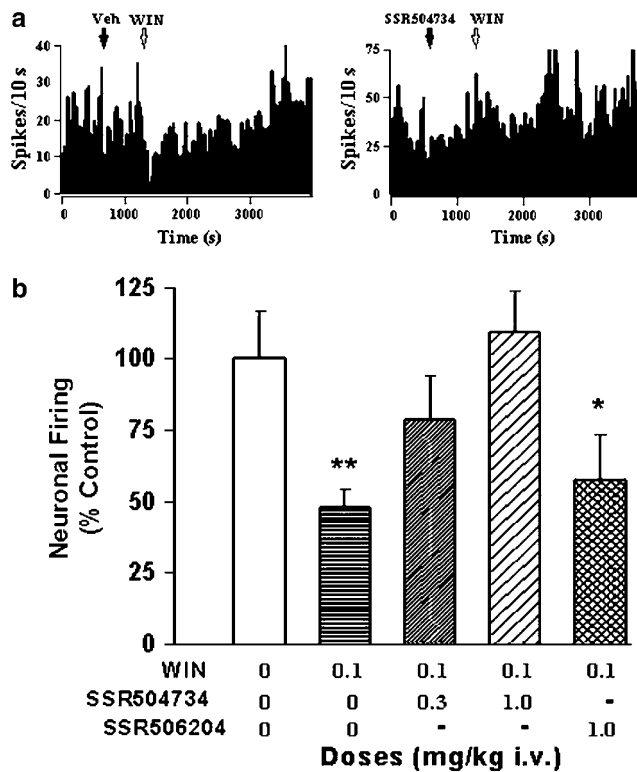 a
Veh WIN
SSR504734 WIN
Spikes/10 s
40
30
20
10
0
0 1000 2000 3000
Time (s)
Spikes/10 s
75
50
25
0
0 1000 2000 3000
Time (s)
b
Neuronal Firing
(% Control)
125
100
75
50
25
0
**
*
WIN 0 0.1 0.1 0.1 0.1
SSR504734 0 0 0.3 1.0 -
SSR506204 0 0 - - 1.0
Doses (mg/kg i.v.)